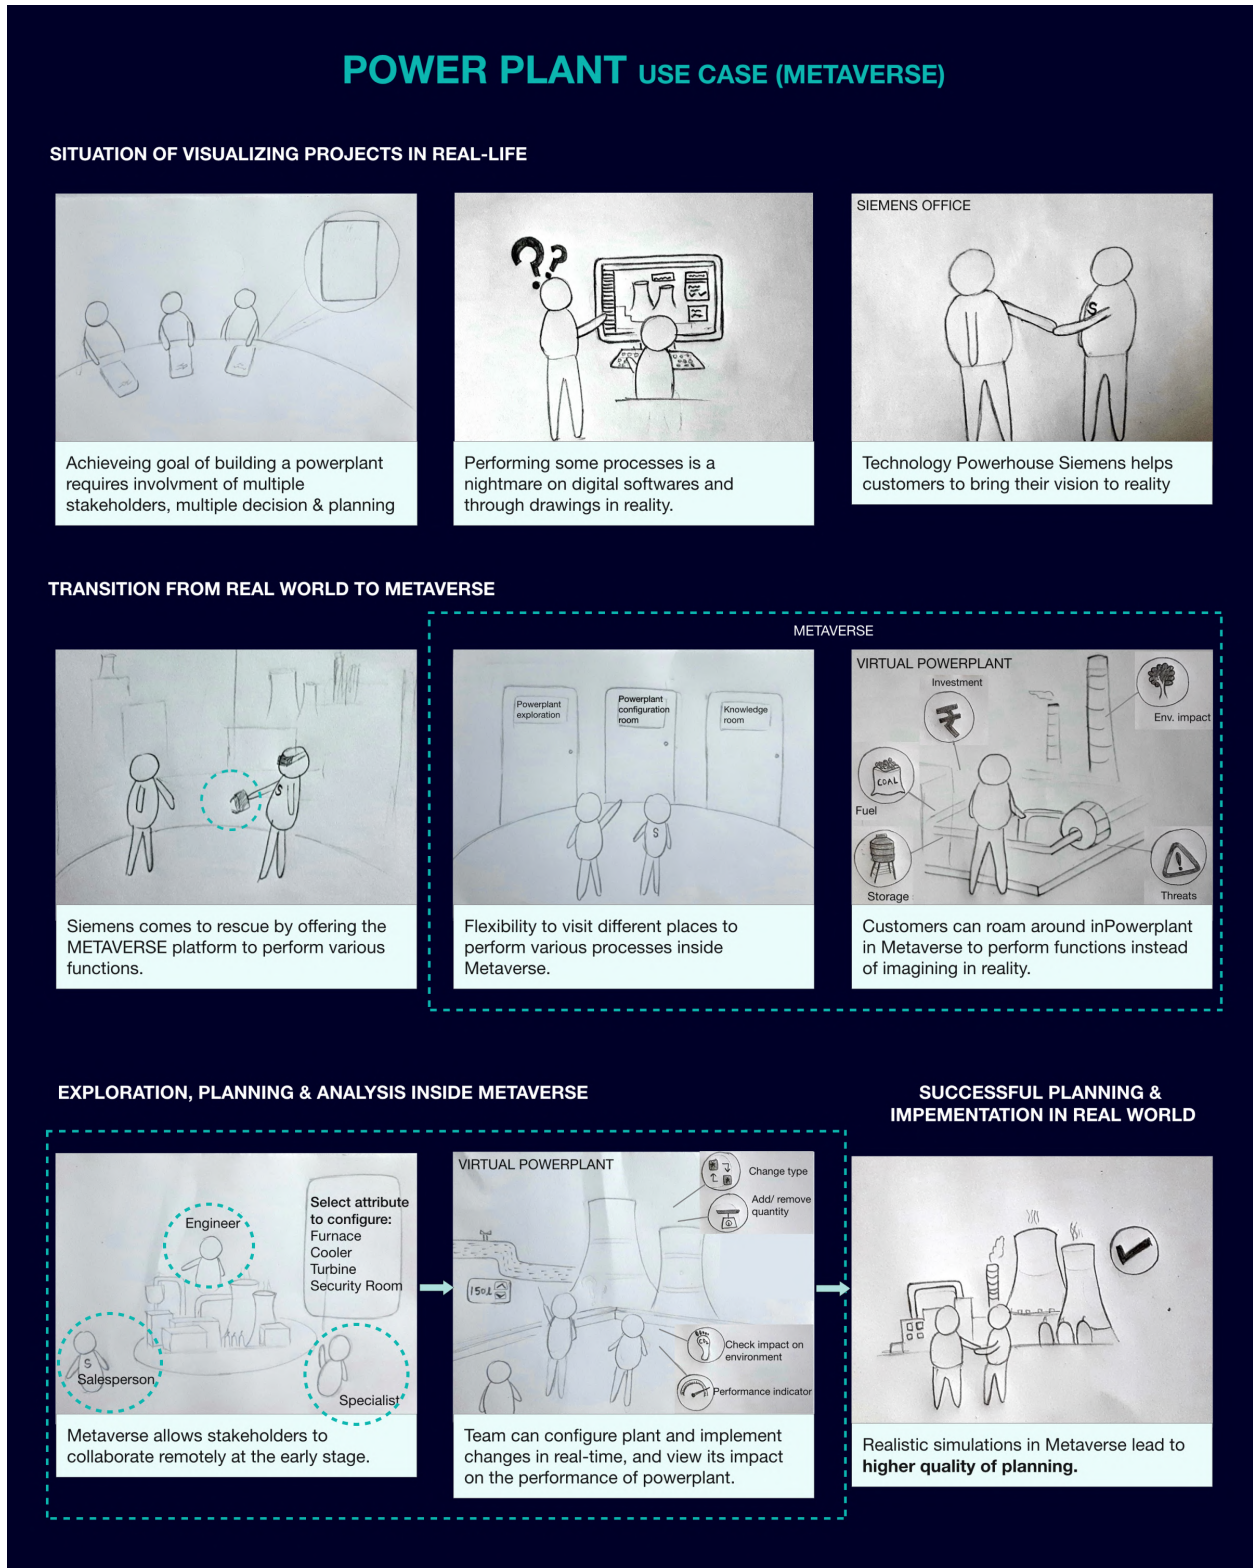 POWER PLANT USE CASE (METAVERSE)
SITUATION OF VISUALIZING PROJECTS IN REAL-LIFE
SIEMENS OFFICE
S
Achieveing goal of building a powerplant
requires involvment of multiple
stakeholders, multiple decision & planning
??
Performing some processes is a
nightmare on digital softwares and
through drawings in reality.
Technology Powerhouse Siemens helps
customers to bring their vision to reality
TRANSITION FROM REAL WORLD TO METAVERSE
METAVERSE
S
Siemens comes to rescue by offering the
METAVERSE platform to perform various
functions.
Powerplant
exploration
Powerplant
configuration
room
Knowledge
room
S
Flexibility to visit different places to
perform various processes inside
Metaverse.
VIRTUAL POWERPLANT
Investment
₹
Env. impact
COAL
Fuel
Storage
!
Threats
Customers can roam around inPowerplant
in Metaverse to perform functions instead
of imagining in reality.
EXPLORATION, PLANNING & ANALYSIS INSIDE METAVERSE
SUCCESSFUL PLANNING &
IMPEMENTATION IN REAL WORLD
Engineer
Select attribute
to configure:
Furnace
Cooler
Turbine
Security Room
S
Salesperson
Specialist
Metaverse allows stakeholders to
collaborate remotely at the early stage.
VIRTUAL POWERPLANT
Change type
Add/ remove
quantity
150L
CO₂
Check impact on
environment
Performance indicator
Team can configure plant and implement
changes in real-time, and view its impact
on the performance of powerplant.
Realistic simulations in Metaverse lead to
higher quality of planning.